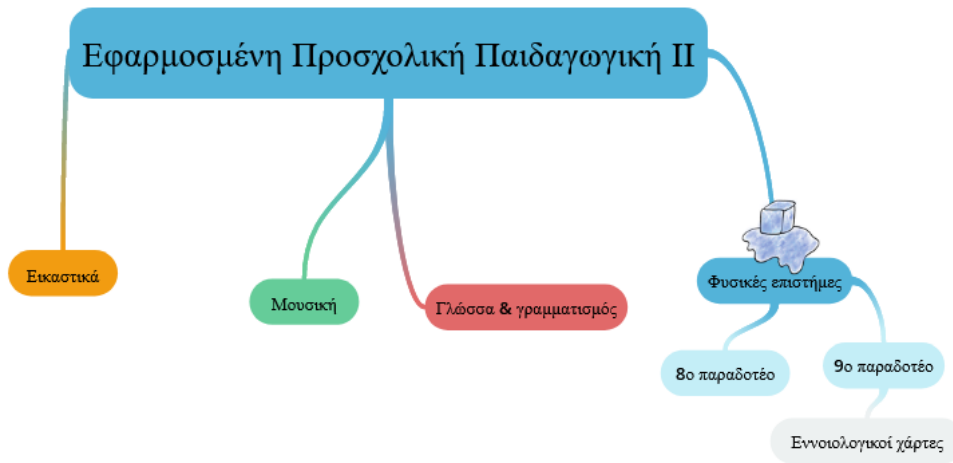 Εφαρμοσμένη Προσχολική Παιδαγωγική ΙΙ
Εικαστικά
Μουσική
Γλώσσα & γραμματισμός
Φυσικές επιστήμες
8ο παραδοτέο
9ο παραδοτέο
Εννοιολογικοί χάρτες